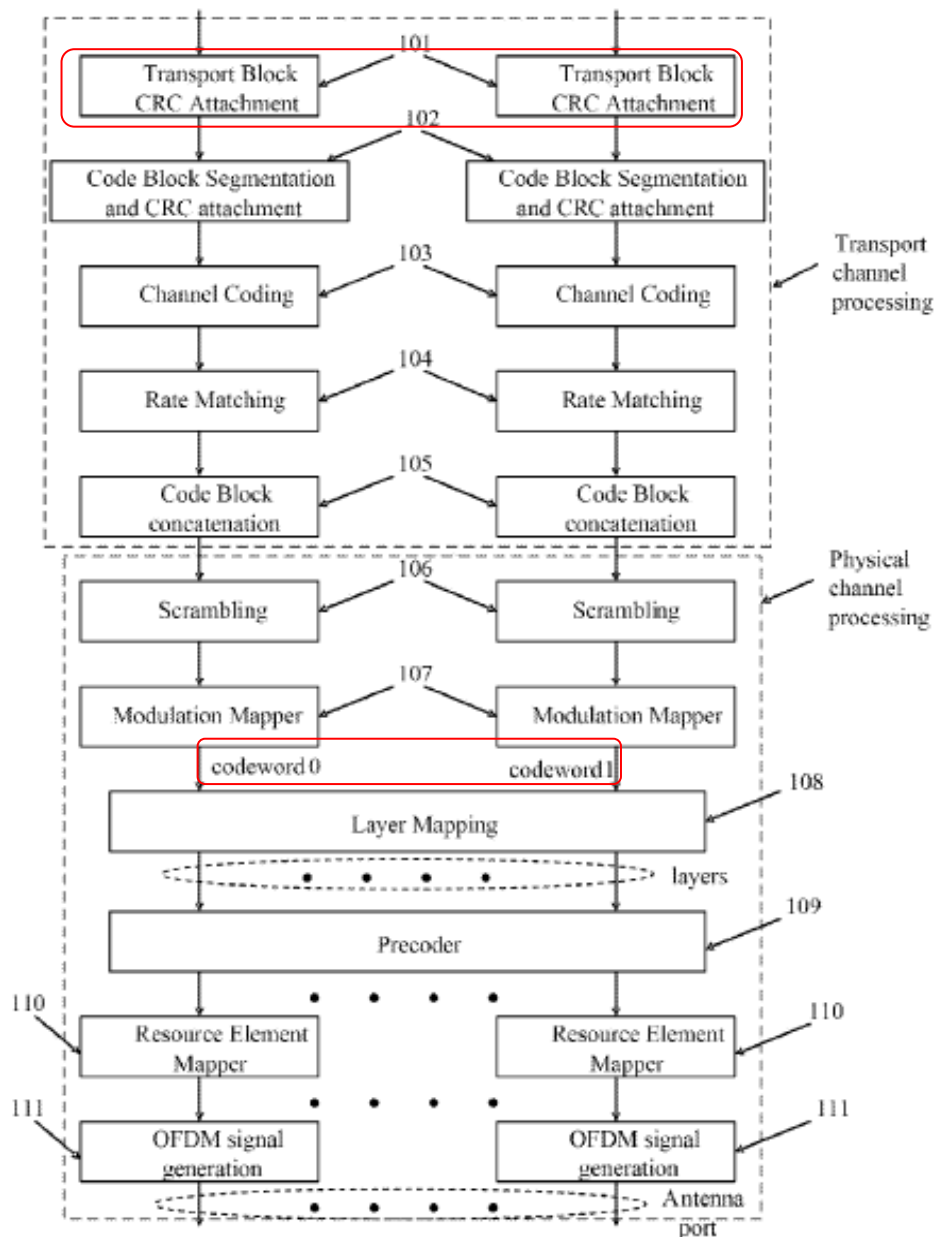 101
Transport Block
CRC Attachment
Transport Block
CRC Attachment
102
Code Block Segmentation
and CRC attachment
Code Block Segmentation
and CRC attachment
Transport
channel
processing
103
Channel Coding
Channel Coding
104
Rate Matching
Rate Matching
105
Code Block
concatenation
Code Block
concatenation
Physical
channel
processing
106
Scrambling
Scrambling
107
Modulation Mapper
Modulation Mapper
codeword 0
codeword 1
108
Layer Mapping
layers
109
Precoder
110
Resource Element
Mapper
Resource Element
Mapper
110
111
OFDM signal
generation
OFDM signal
generation
111
Antenna
port